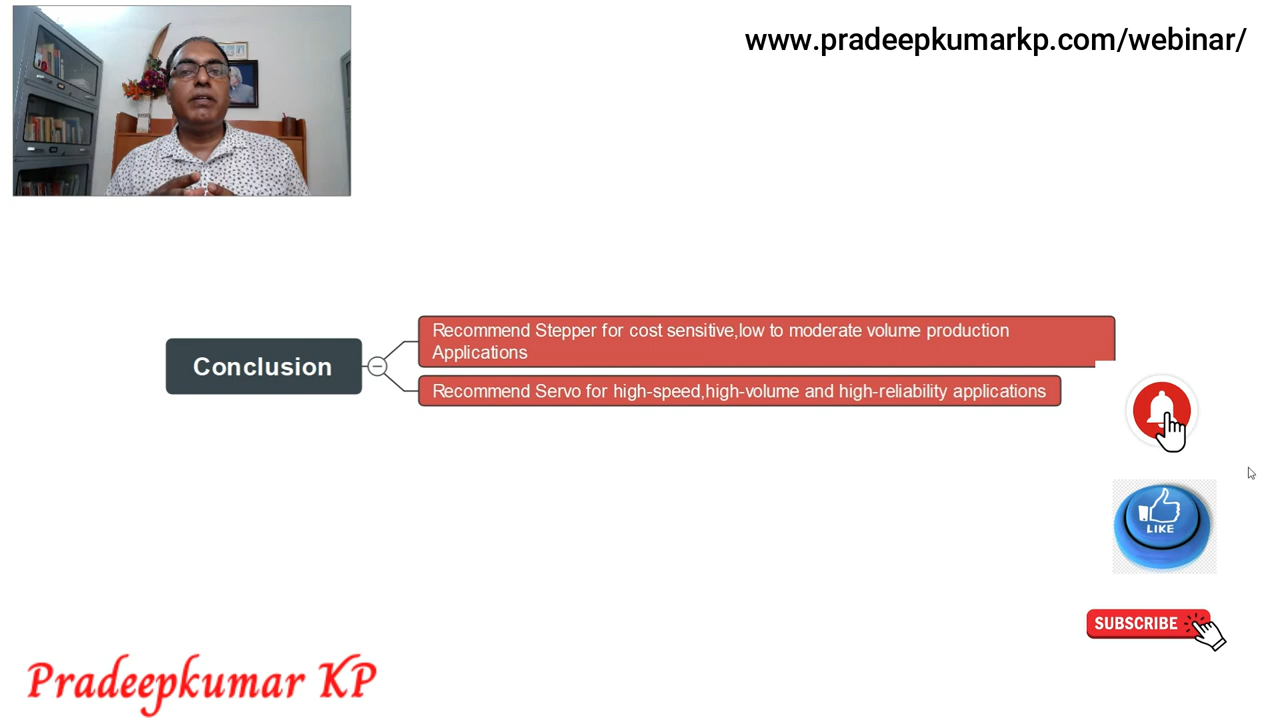 www.pradeepkumarkp.com/webinar/
Conclusion
Recommend Stepper for cost sensitive,low to moderate volume production
Applications
Recommend Servo for high-speed,high-volume and high-reliability applications
LIKE
SUBSCRIBE
Pradeepkumar KP